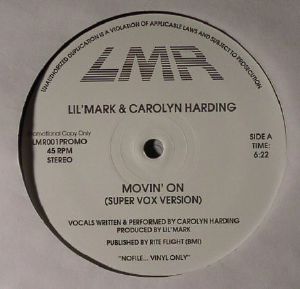 UNAUTHORIZED DUPLICATION IS A VIOLATION OF APPLICABLE LAWS AND SUBJECT TO PROSECUTION
LMR
LIL'MARK & CAROLYN HARDING
Promotional Copy Only
LMR001PROMO
45 RPM
STEREO
SIDE A
TIME:
6:22
MOVIN' ON
(SUPER VOX VERSION)
VOCALS WRITTEN & PERFORMED BY CAROLYN HARDING
PRODUCED BY LIL'MARK
PUBLISHED BY RITE FLIGHT (BMI)
"NOFILE... VINYL ONLY"